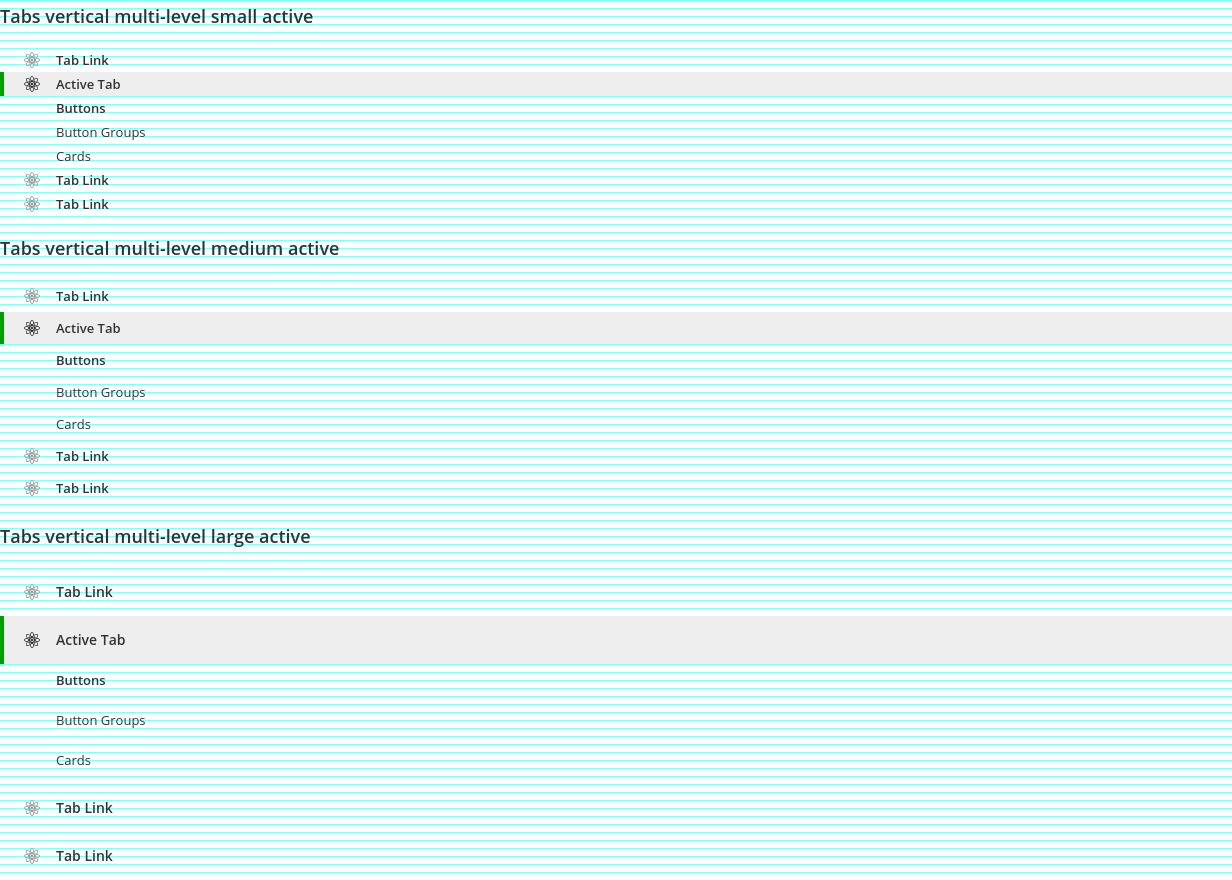 Tabs vertical multi-level small active
Tab Link
Active Tab
Buttons
Button Groups
Cards
Tab Link
Tab Link
Tabs vertical multi-level medium active
Tab Link
Active Tab
Buttons
Button Groups
Cards
Tab Link
Tab Link
Tabs vertical multi-level large active
Tab Link
Active Tab
Buttons
Button Groups
Cards
Tab Link
Tab Link